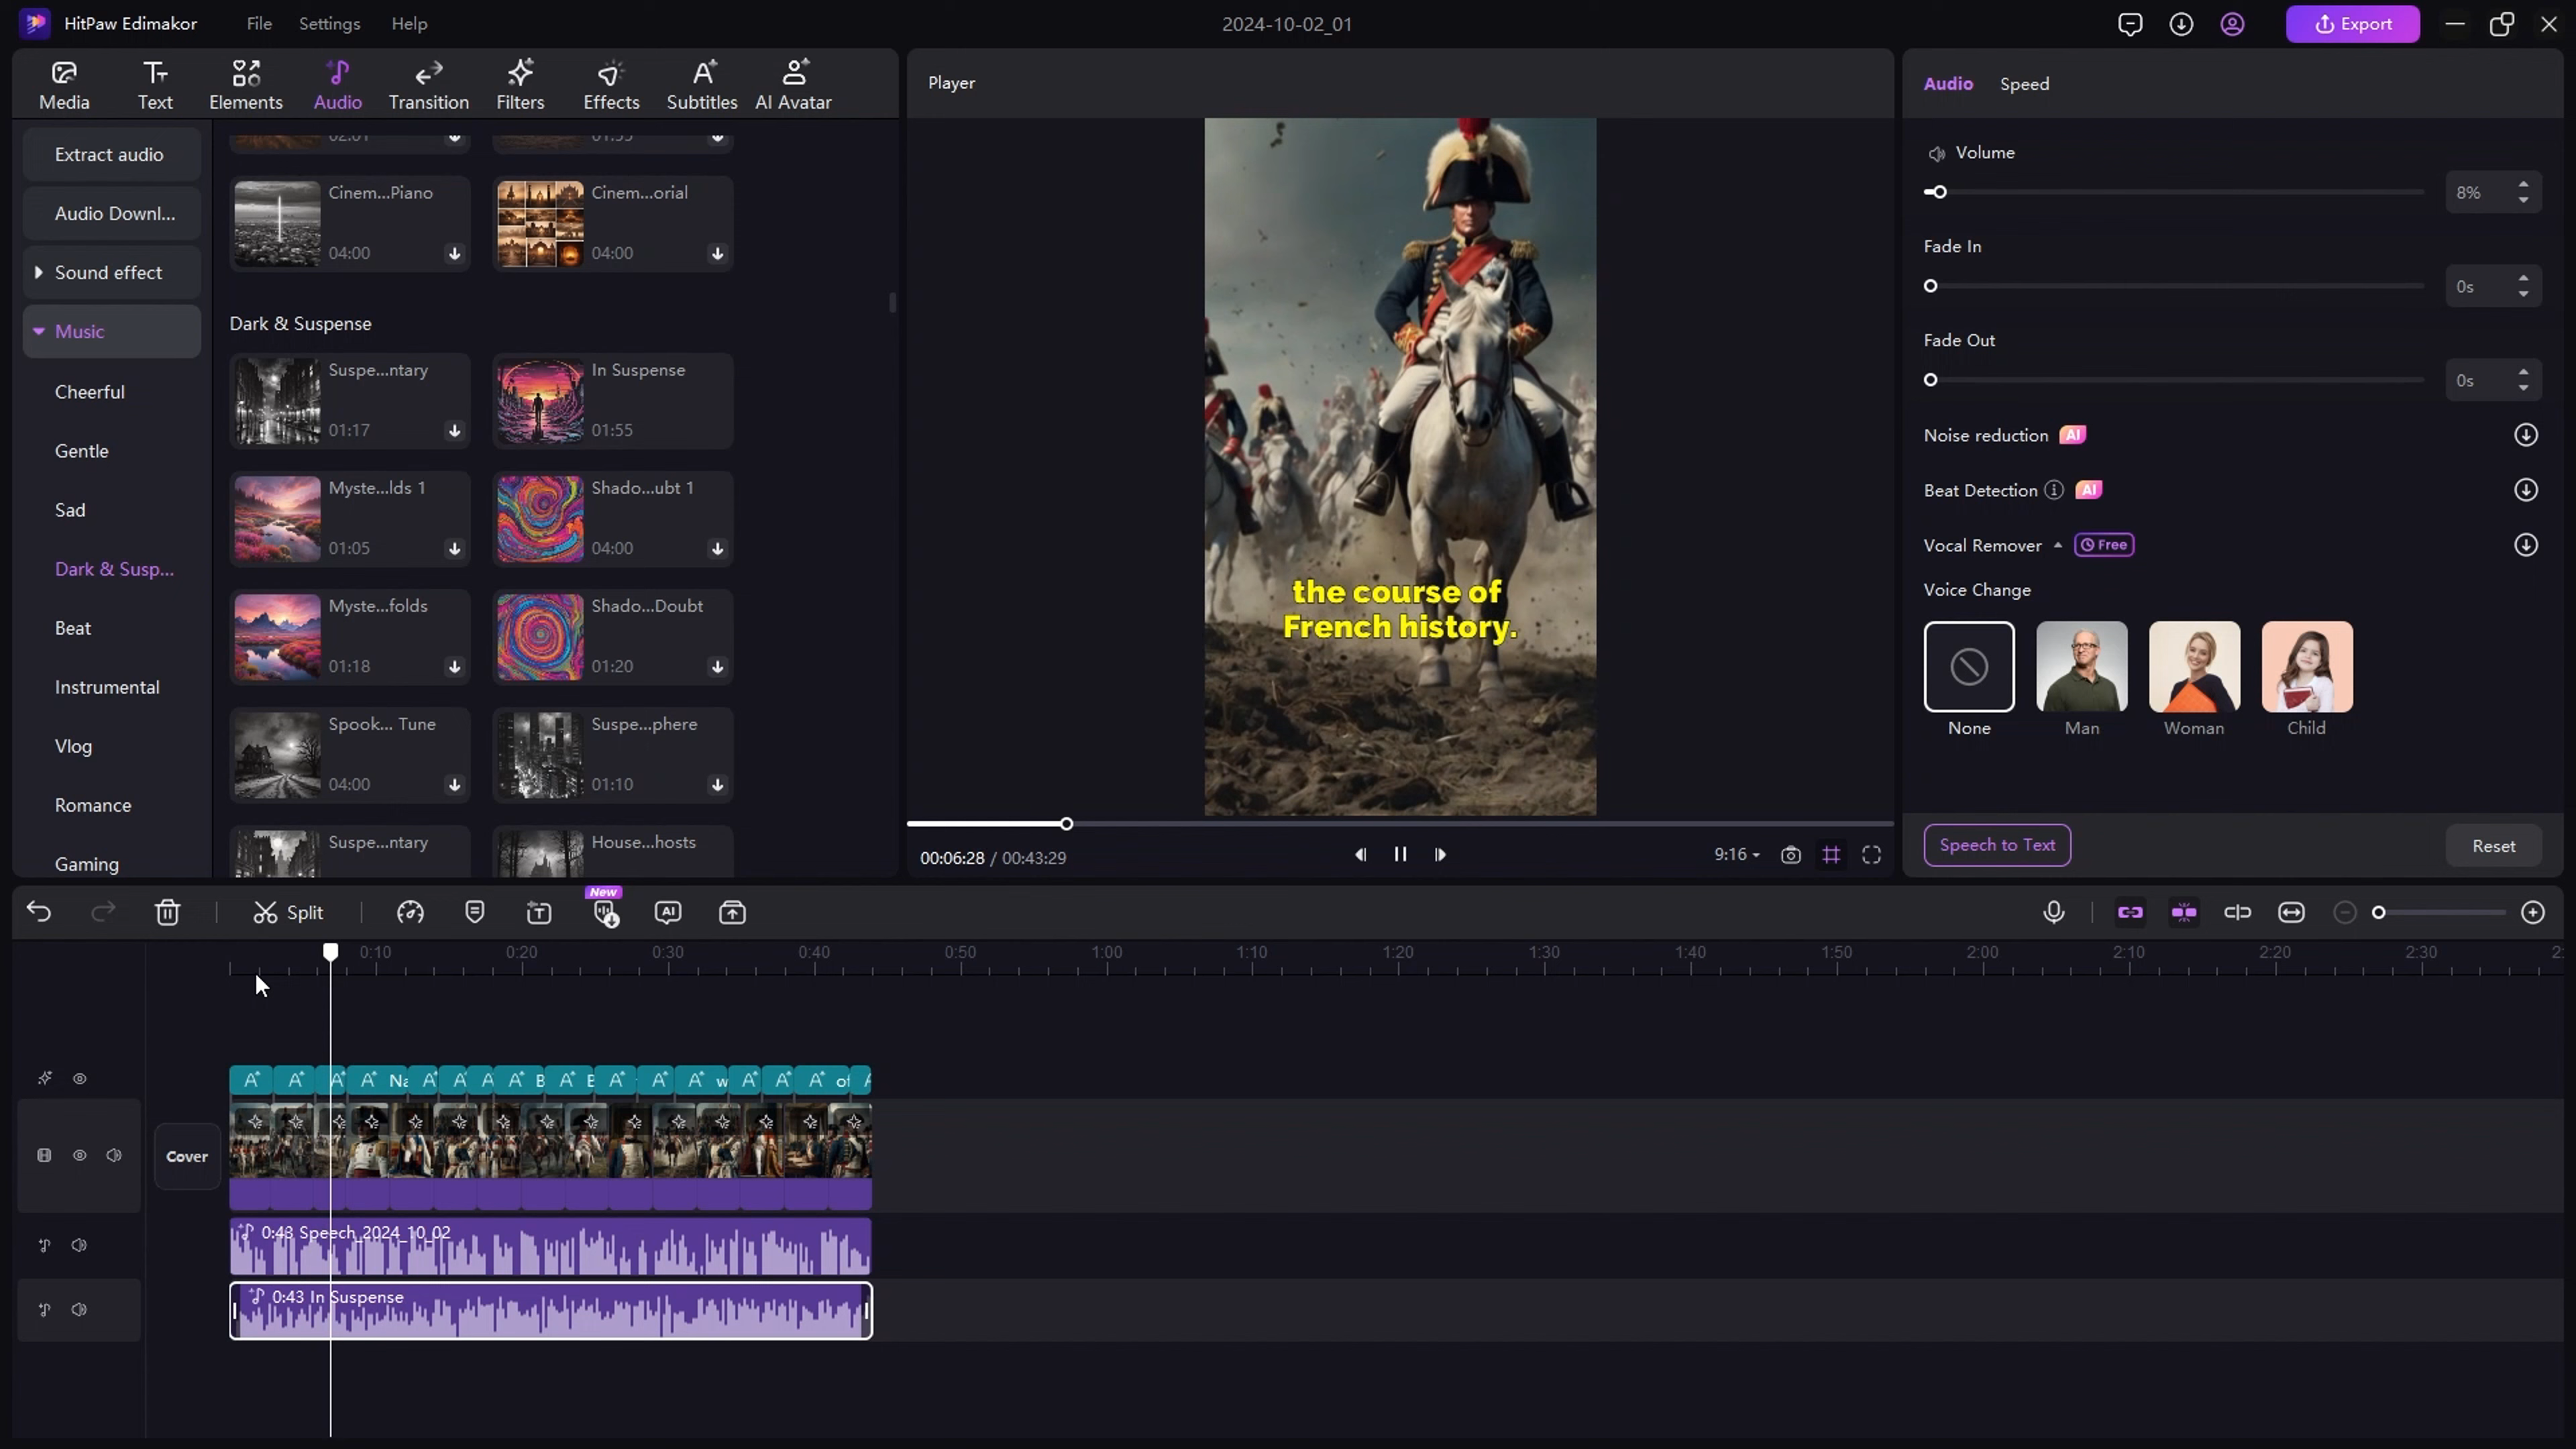 HitPaw Edimakor File Settings Help 2024-10-02_01 Export
Media Text Elements Audio Transition Filters Effects Subtitles AI Avatar
Extract audio
Audio Downl...
Sound effect
Music
Cheerful
Gentle
Sad
Dark & Susp...
Beat
Instrumental
Vlog
Romance
Gaming
02:01 01:55
Cinem...Piano Cinem...orial
04:00 04:00
Dark & Suspense
Suspe...ntary In Suspense
01:17 01:55
Myste...lds 1 Shado...ubt 1
01:05 04:00
Myste...folds Shado...Doubt
01:18 01:20
Spook... Tune Suspe...phere
04:00 01:10
Suspe...ntary House...hosts
Player
the course of
French history.
00:06:28 / 00:43:29 9:16
Audio Speed
Volume
8%
Fade In
0s
Fade Out
0s
Noise reduction AI
Beat Detection AI
Vocal Remover Free
Voice Change
None Man Woman Child
Speech to Text Reset
New
Split AI
0:10 0:20 0:30 0:40 0:50 1:00 1:10 1:20 1:30 1:40 1:50 2:00 2:10 2:20 2:30
Cover
0:43 Speech_2024_10_02
0:43 In Suspense